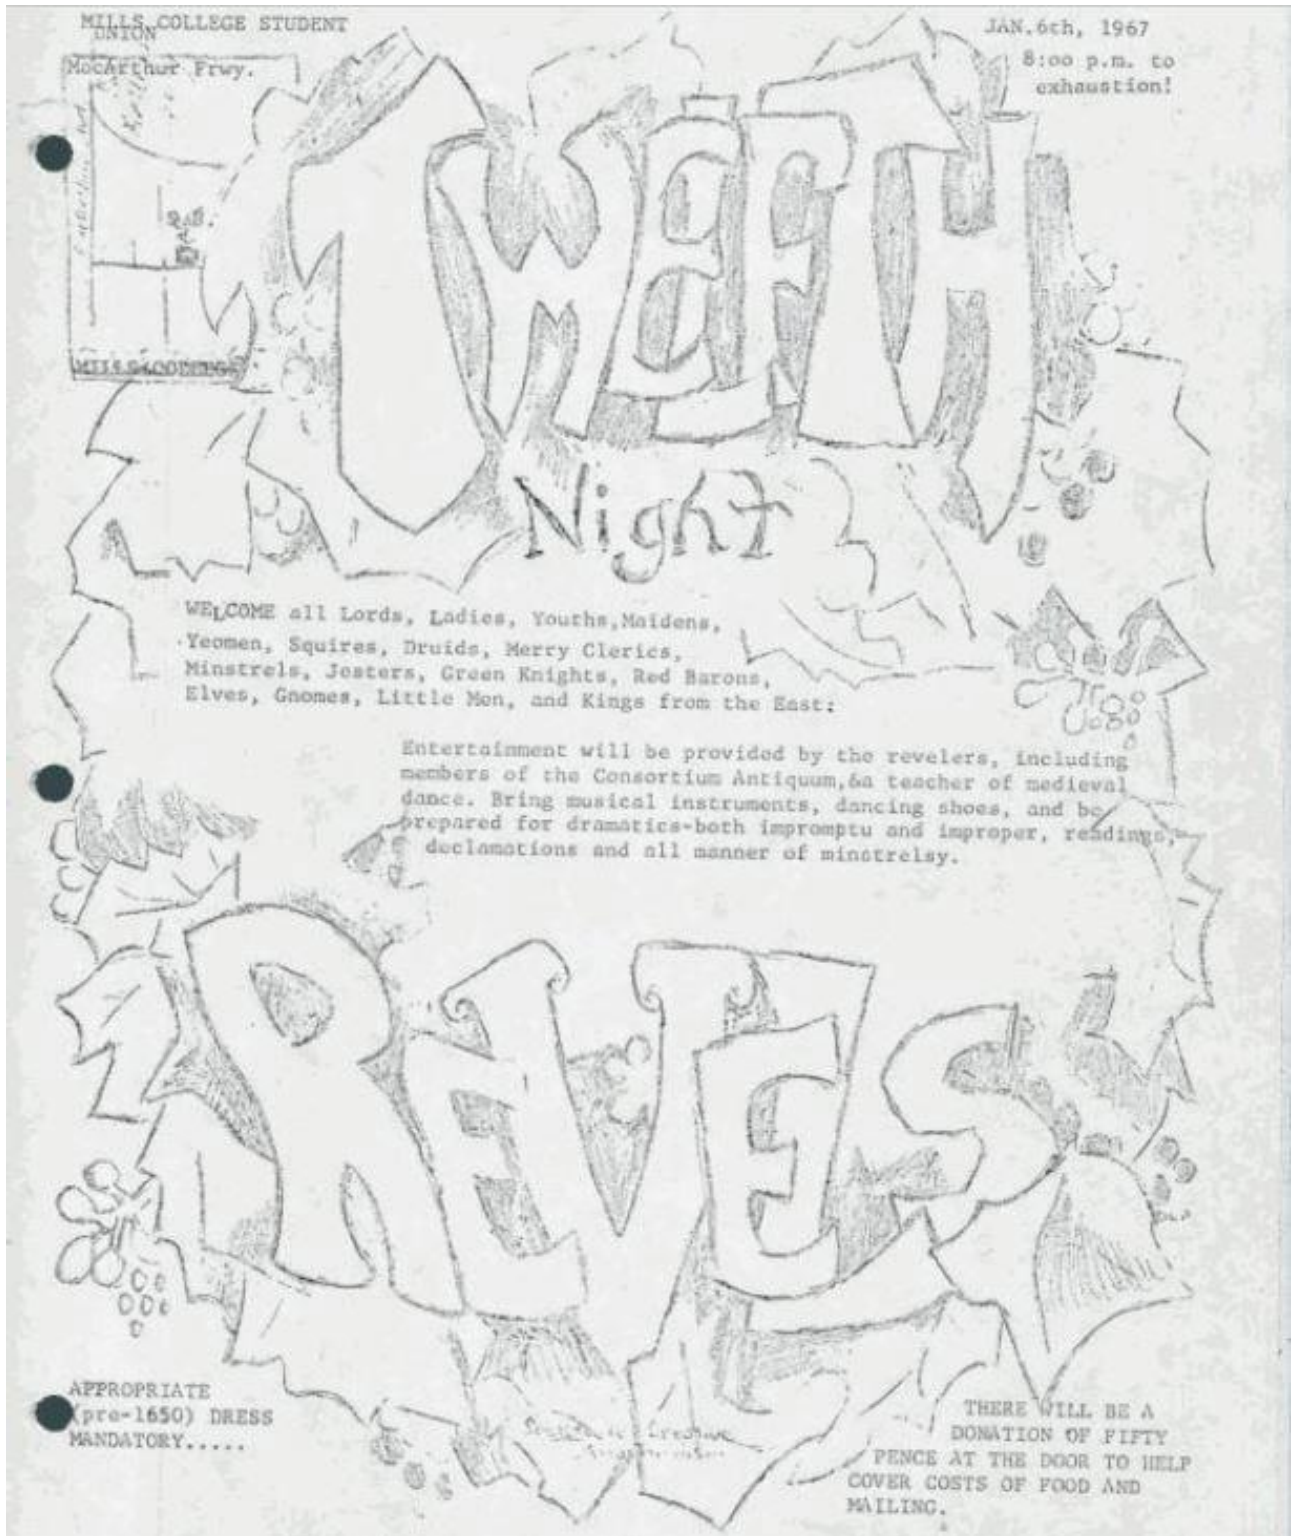 MILLS COLLEGE STUDENT
UNION
MacArthur Frwy.
JAN.6th, 1967
8:00 p.m. to
exhaustion!
MILLS COLLEGE
TWELFTH
Night
WELCOME all Lords, Ladies, Youths,Maidens,
Yeomen, Squires, Druids, Merry Clerics,
Minstrels, Jesters, Green Knights, Red Barons,
Elves, Gnomes, Little Men, and Kings from the East:
Entertainment will be provided by the revelers, including
members of the Consortium Antiquum,&a teacher of medieval
dance. Bring musical instruments, dancing shoes, and be
prepared for dramatics-both impromptu and improper, readings,
declamations and all manner of minstrelsy.
REVELS
APPROPRIATE
(pre-1650) DRESS
MANDATORY.....
Creative
THERE WILL BE A
DONATION OF FIFTY
PENCE AT THE DOOR TO HELP
COVER COSTS OF FOOD AND
MAILING.